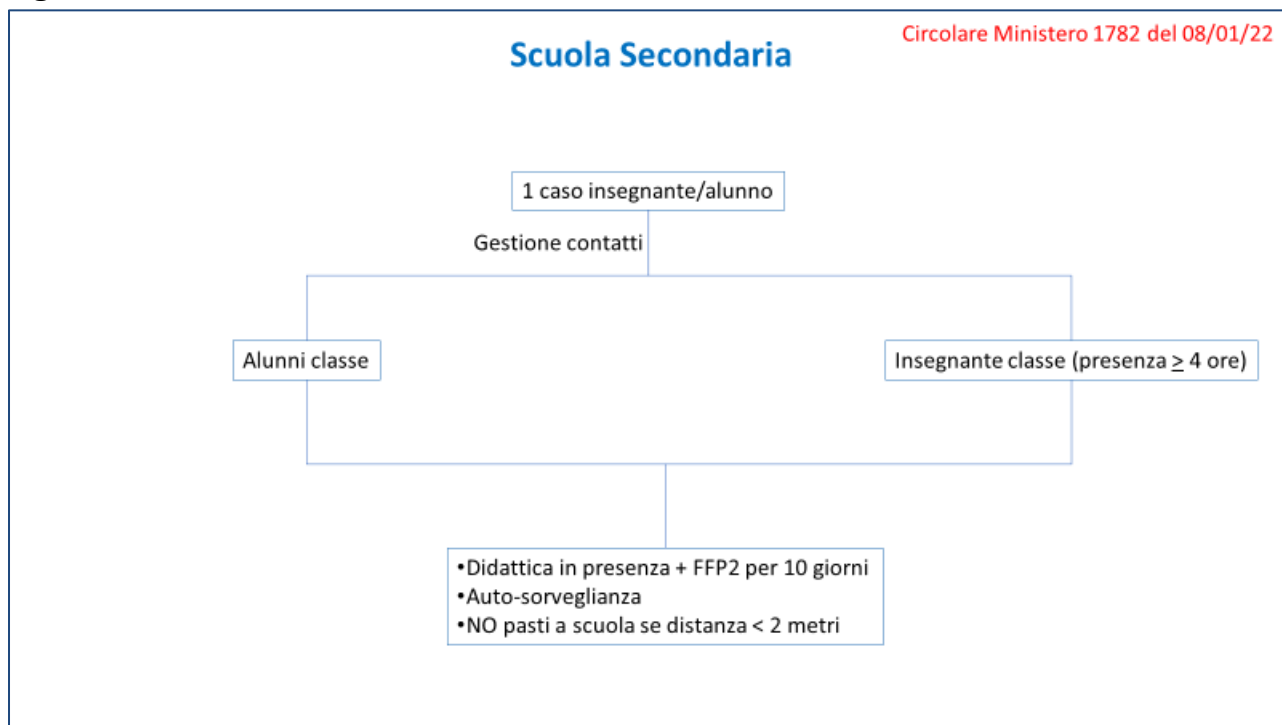 Circolare Ministero 1782 del 08/01/22
Scuola Secondaria
1 caso insegnante/alunno
Gestione contatti
Alunni classe
Insegnante classe (presenza ≥ 4 ore)
•Didattica in presenza + FFP2 per 10 giorni
•Auto-sorveglianza
•NO pasti a scuola se distanza < 2 metri